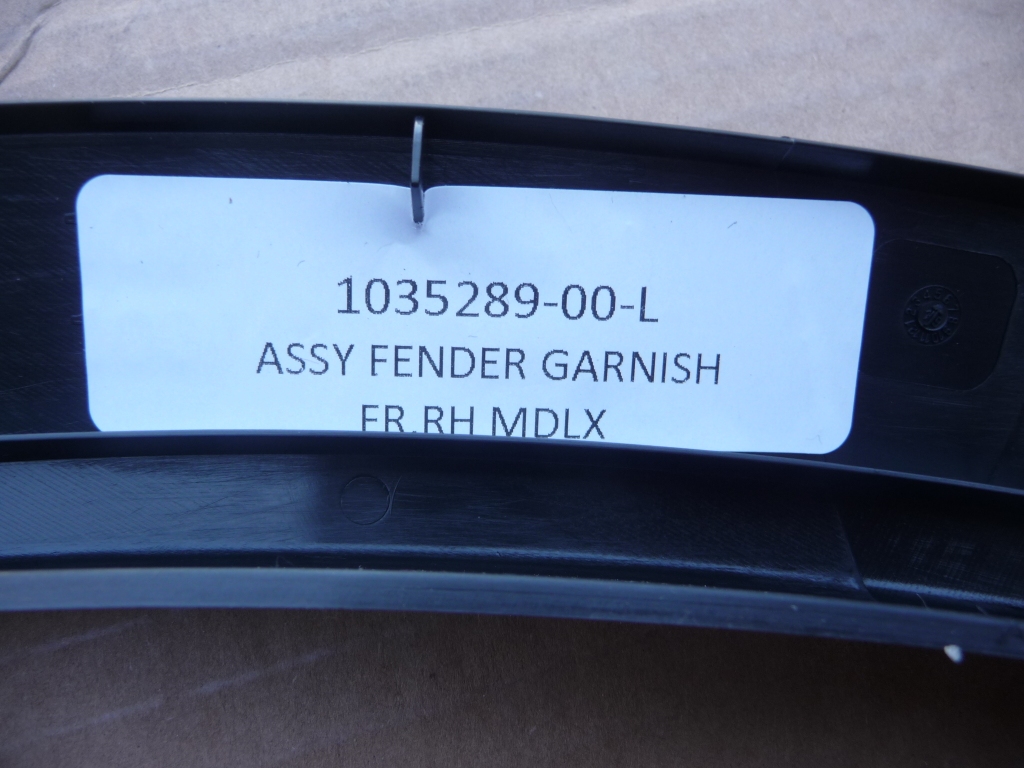 1035289-00-L
ASSY FENDER GARNISH
FR.RH MDLX